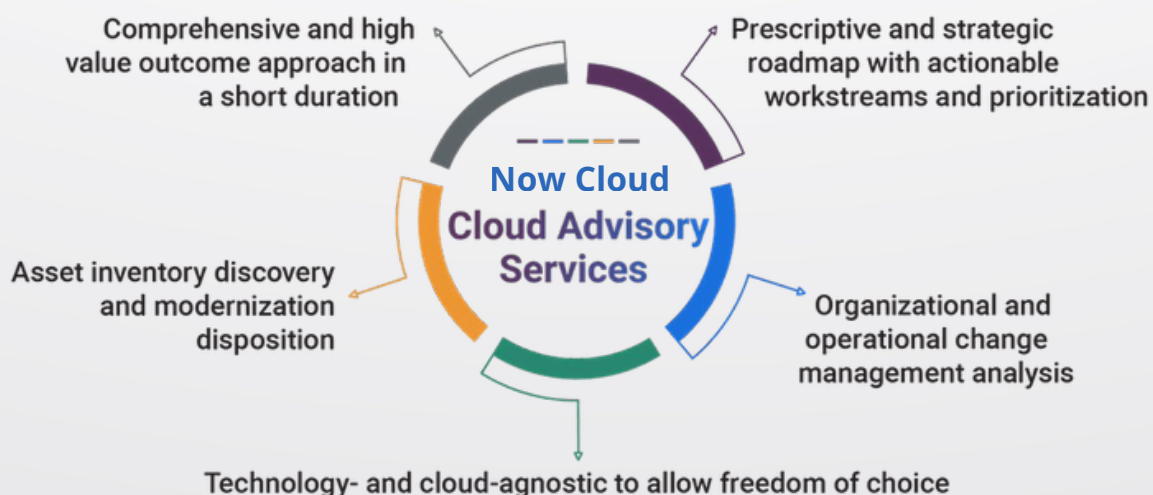 Comprehensive and high
value outcome approach in
a short duration
Prescriptive and strategic
roadmap with actionable
workstreams and prioritization
Now Cloud
Cloud Advisory
Services
Asset inventory discovery
and modernization
disposition
Organizational and
operational change
management analysis
Technology- and cloud-agnostic to allow freedom of choice